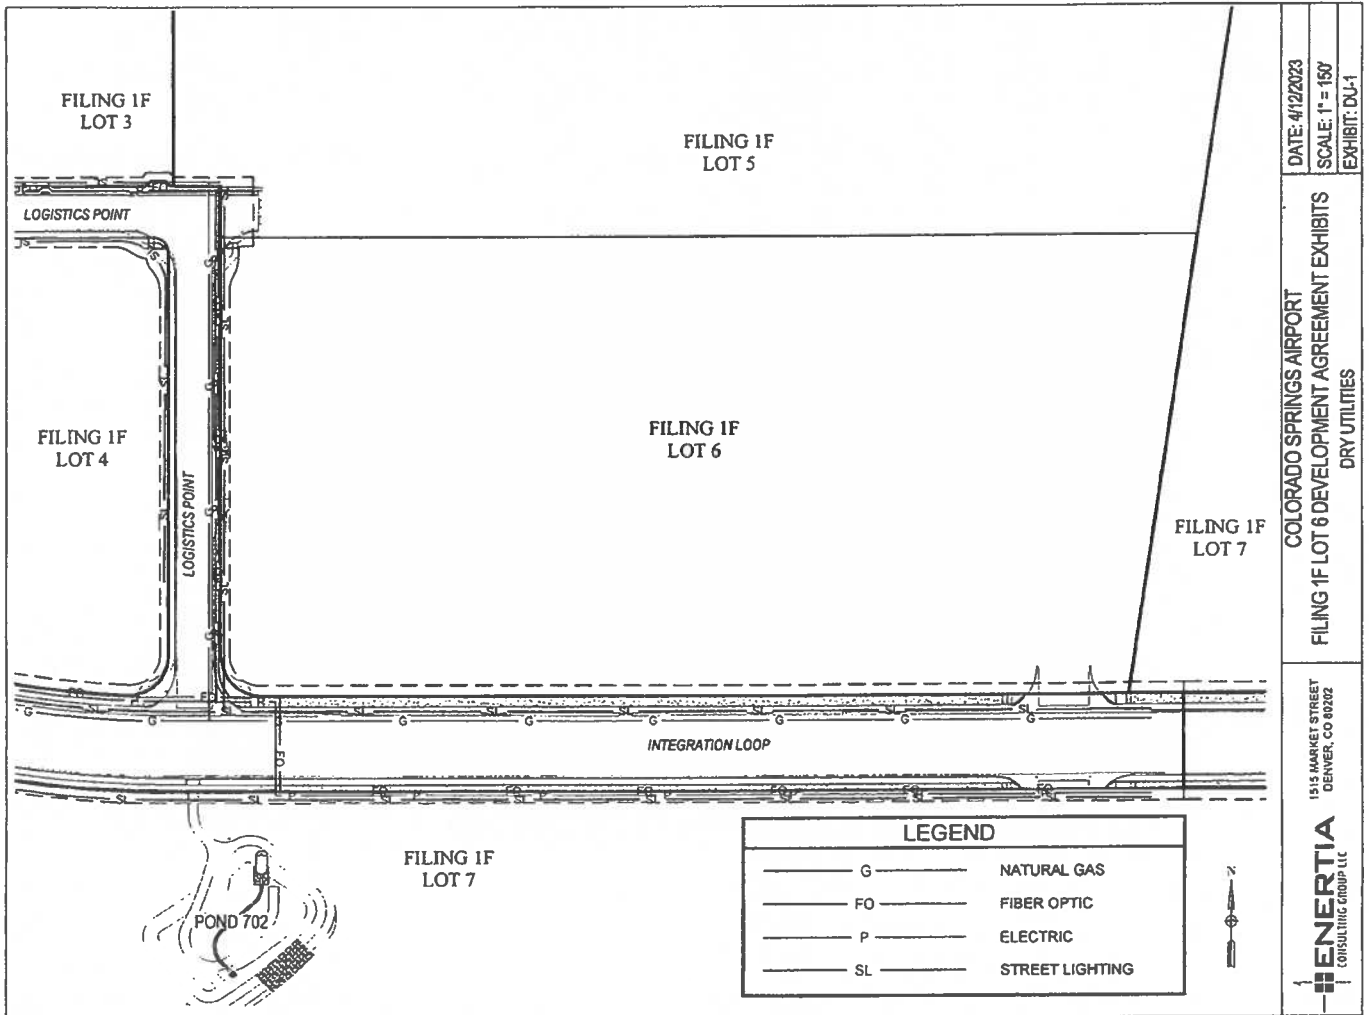 FILING 1F
LOT 3
FILING 1F
LOT 5
LOGISTICS POINT
FILING 1F
LOT 4
LOGISTICS POINT
FILING 1F
LOT 6
FILING 1F
LOT 7
INTEGRATION LOOP
FILING 1F
LOT 7
POND 702
LEGEND
G NATURAL GAS
FO FIBER OPTIC
P ELECTRIC
SL STREET LIGHTING
N
DATE: 4/12/2023
SCALE: 1" = 150'
EXHIBIT: DU-1
COLORADO SPRINGS AIRPORT
FILING 1F LOT 6 DEVELOPMENT AGREEMENT EXHIBITS
DRY UTILITIES
1515 MARKET STREET
DENVER, CO 80202
ENERTIA
CONSULTING GROUP LLC